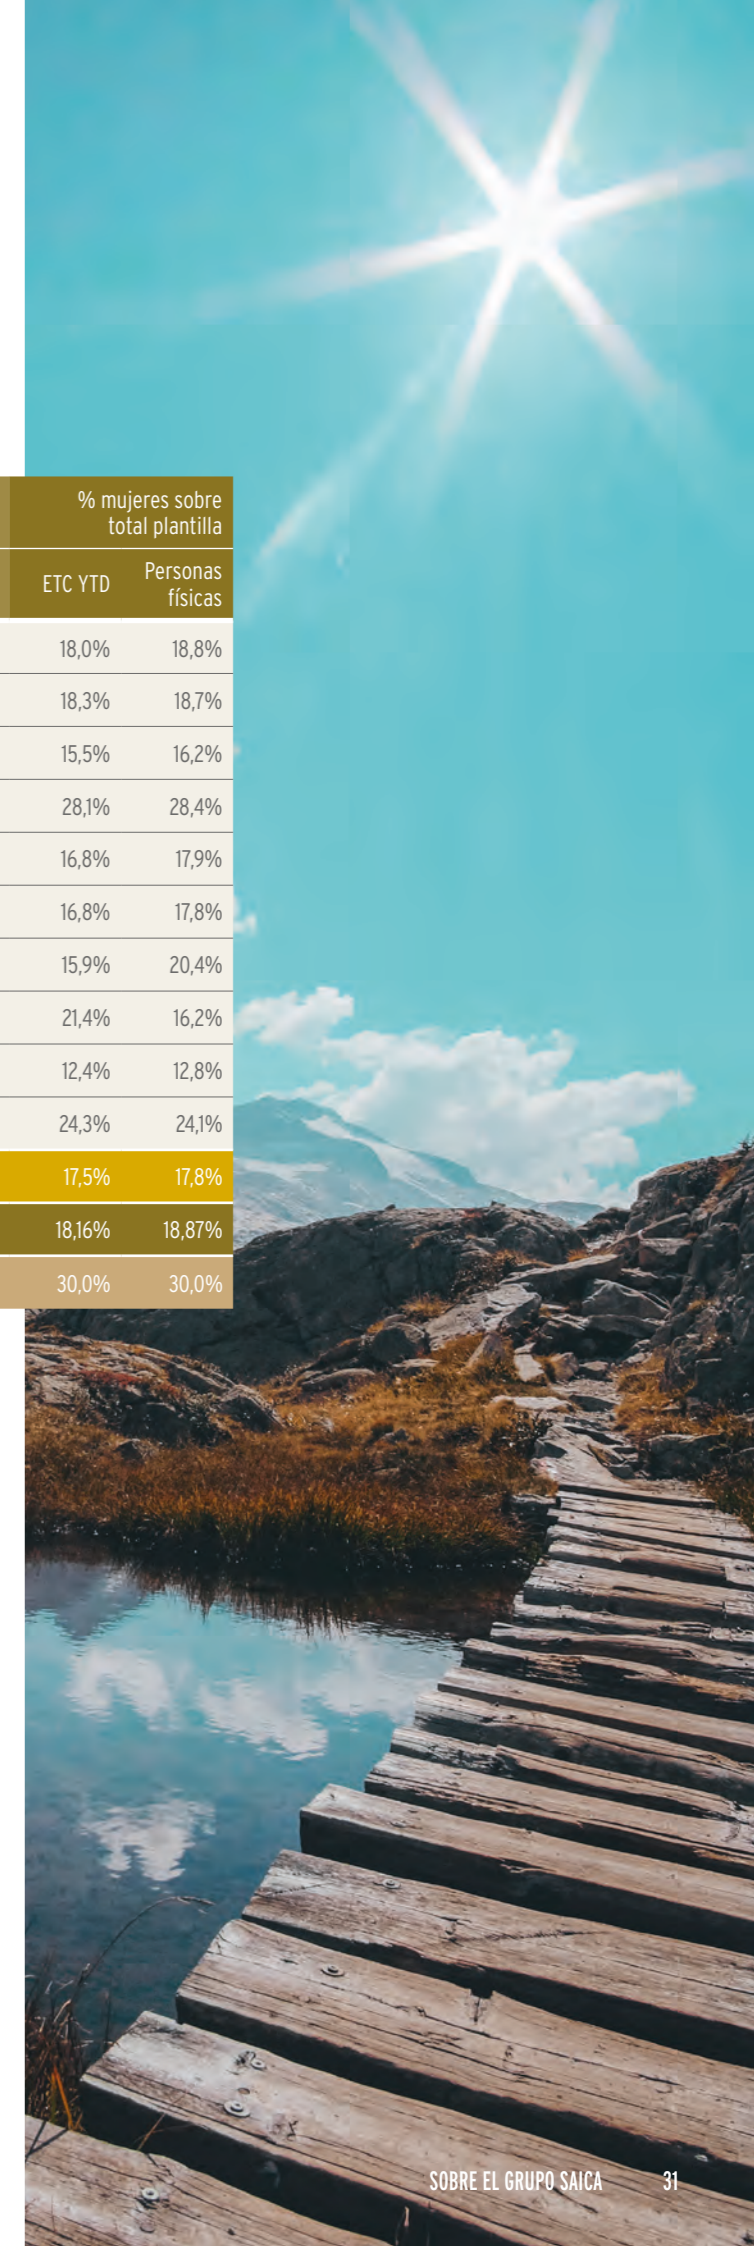 % mujeres sobre
total plantilla
ETC YTD Personas
físicas
18,0% 18,8%
18,3% 18,7%
15,5% 16,2%
28,1% 28,4%
16,8% 17,9%
16,8% 17,8%
15,9% 20,4%
21,4% 16,2%
12,4% 12,8%
24,3% 24,1%
17,5% 17,8%
18,16% 18,87%
30,0% 30,0%
SOBRE EL GRUPO SAICA 31